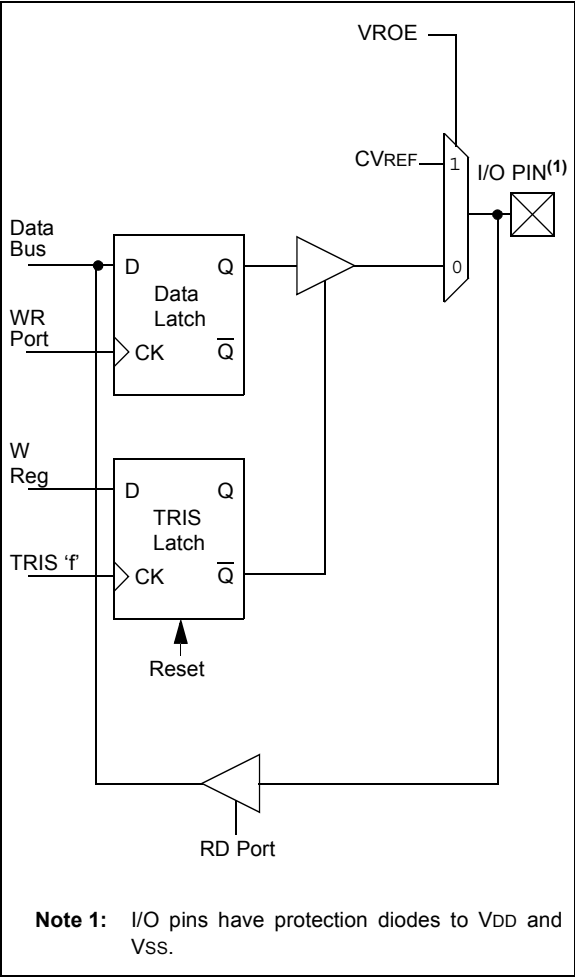 VROE
CVREF
1
I/O PIN(1)
0
Data
Bus
D
Q
Data
Latch
WR
Port
CK
Q
W
Reg
D
Q
TRIS
Latch
TRIS ‘f’
CK
Q
Reset
RD Port
Note 1: I/O pins have protection diodes to VDD and
VSS.